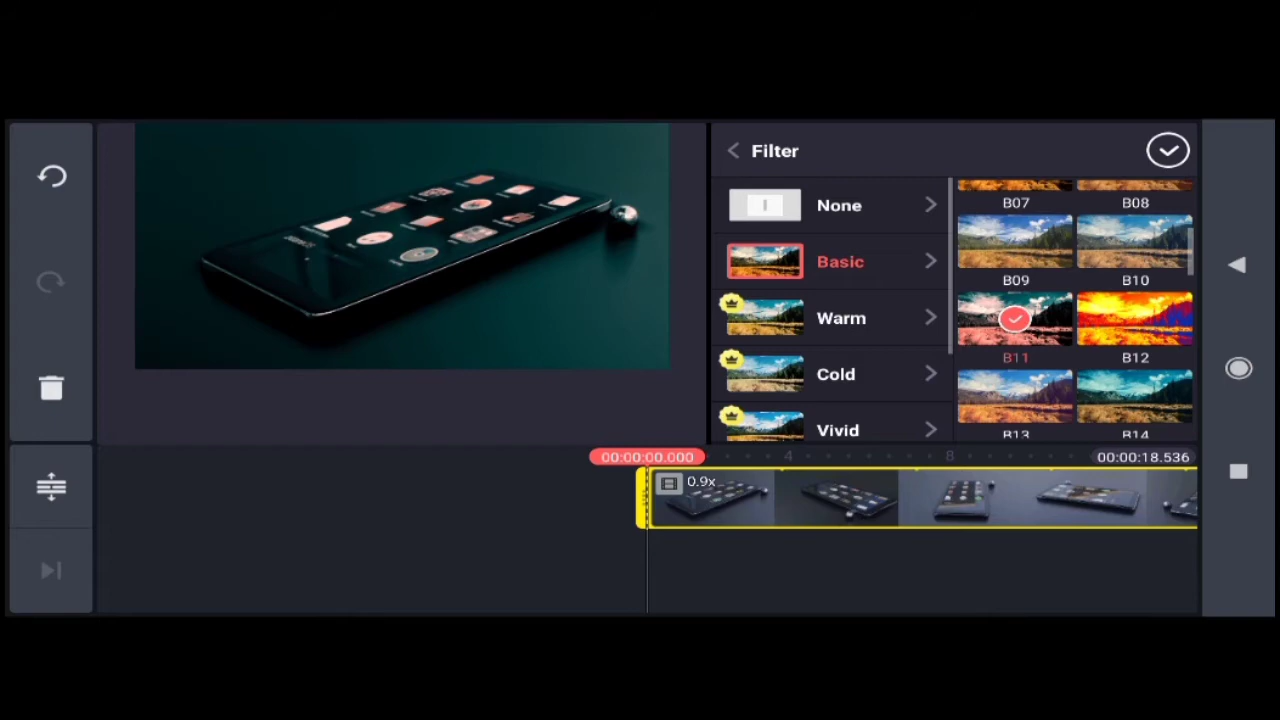 Filter
None
Basic
Warm
Cold
Vivid
B07
B08
B09
B10
B11
B12
B13
B14
00:00:00.000
4
8
00:00:18.536
0.9x